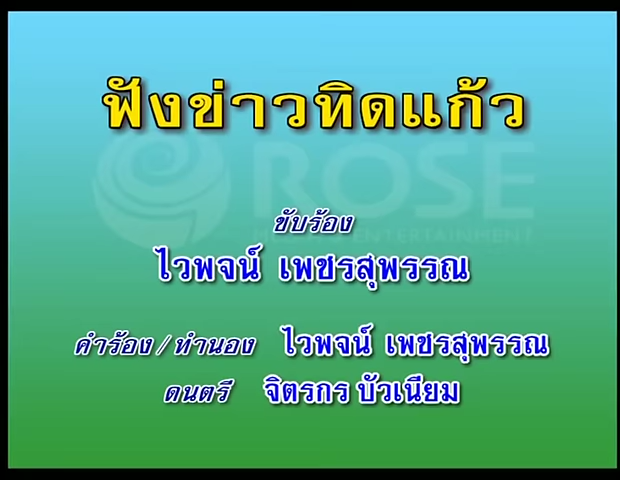 ฟังข่าวทิดแก้ว
ROSE
MEDIA ENTERTAINMENT
ขับร้อง
ไวพจน์ เพชรสุพรรณ
คำร้อง / ทำนอง ไวพจน์ เพชรสุพรรณ
ดนตรี จิตรกร บัวเนียม